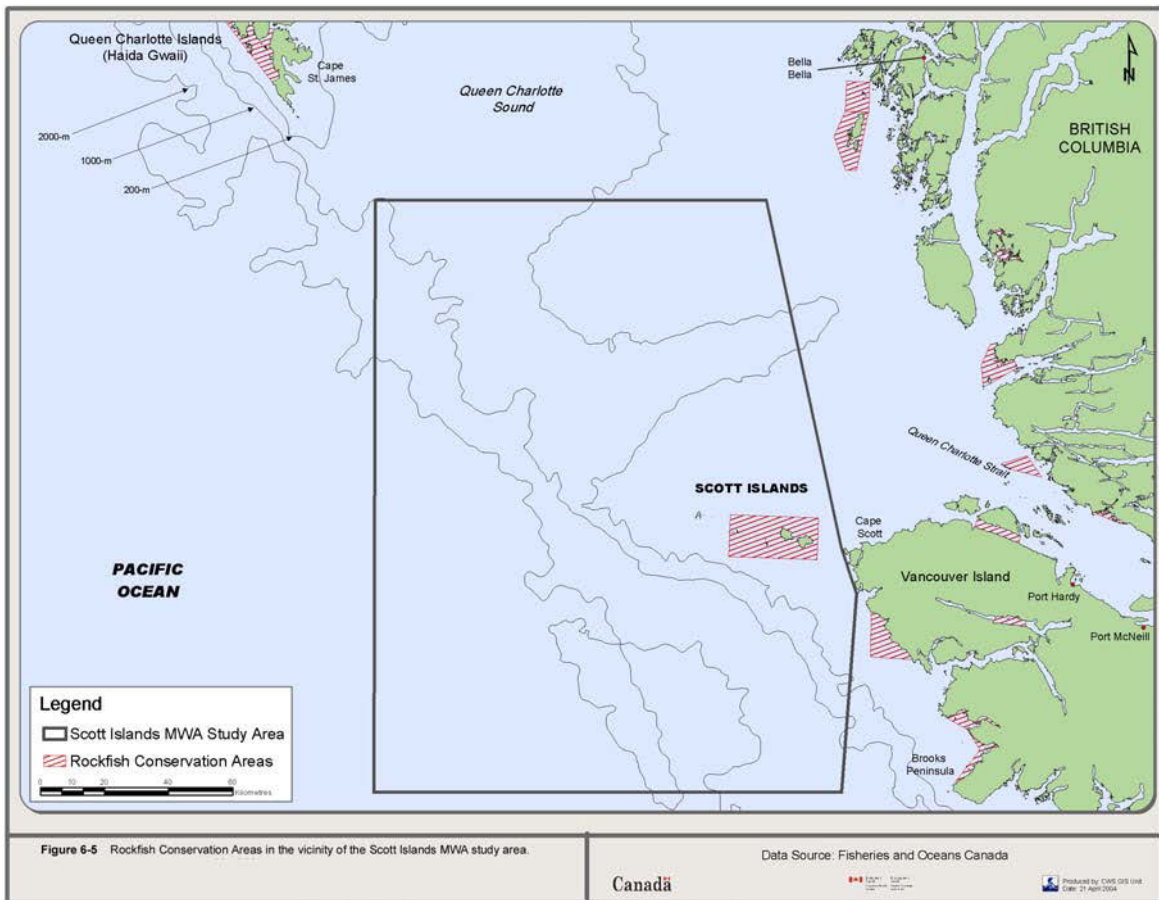 Queen Charlotte Islands
(Haida Gwaii)
Cape
St. James
Queen Charlotte
Sound
Bella
Bella
N
BRITISH
COLUMBIA
2000-m
1000-m
200-m
Queen Charlotte Strait
SCOTT ISLANDS
Cape
Scott
PACIFIC
OCEAN
Vancouver Island
Port Hardy
Port McNeill
Brooks
Peninsula
Legend
Scott Islands MWA Study Area
Rockfish Conservation Areas
0 10 20 40 60
Kilometres
Figure 6-5 Rockfish Conservation Areas in the vicinity of the Scott Islands MWA study area.
Data Source: Fisheries and Oceans Canada
Canada
Produced by: CWS GIS Unit
Date: 21 April 2004